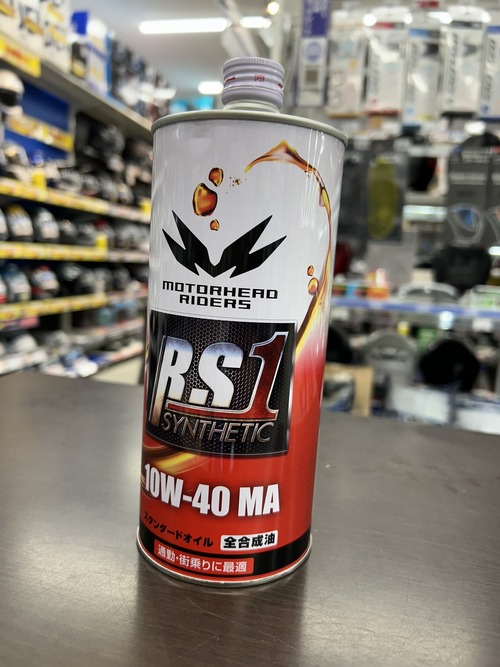 MOTORHEAD
RIDERS
R.S1
SYNTHETIC
10W-40 MA
スタンダードオイル 全合成油
通勤・街乗りに最適